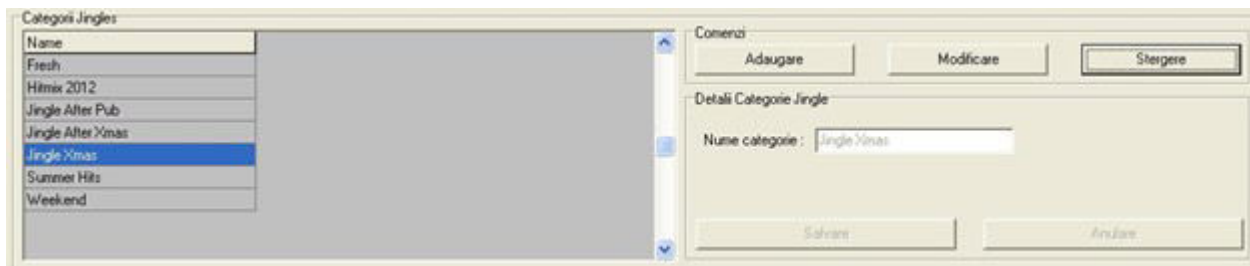 Categorii Jingles
Name
Fresh
Hitmix 2012
Jingle After Pub
Jingle After Xmas
Jingle Xmas
Summer Hits
Weekend
Comenzi
Adaugare Modificare Stergere
Detalii Categorie Jingle
Nume categorie : Jingle Xmas
Salvare Anulare